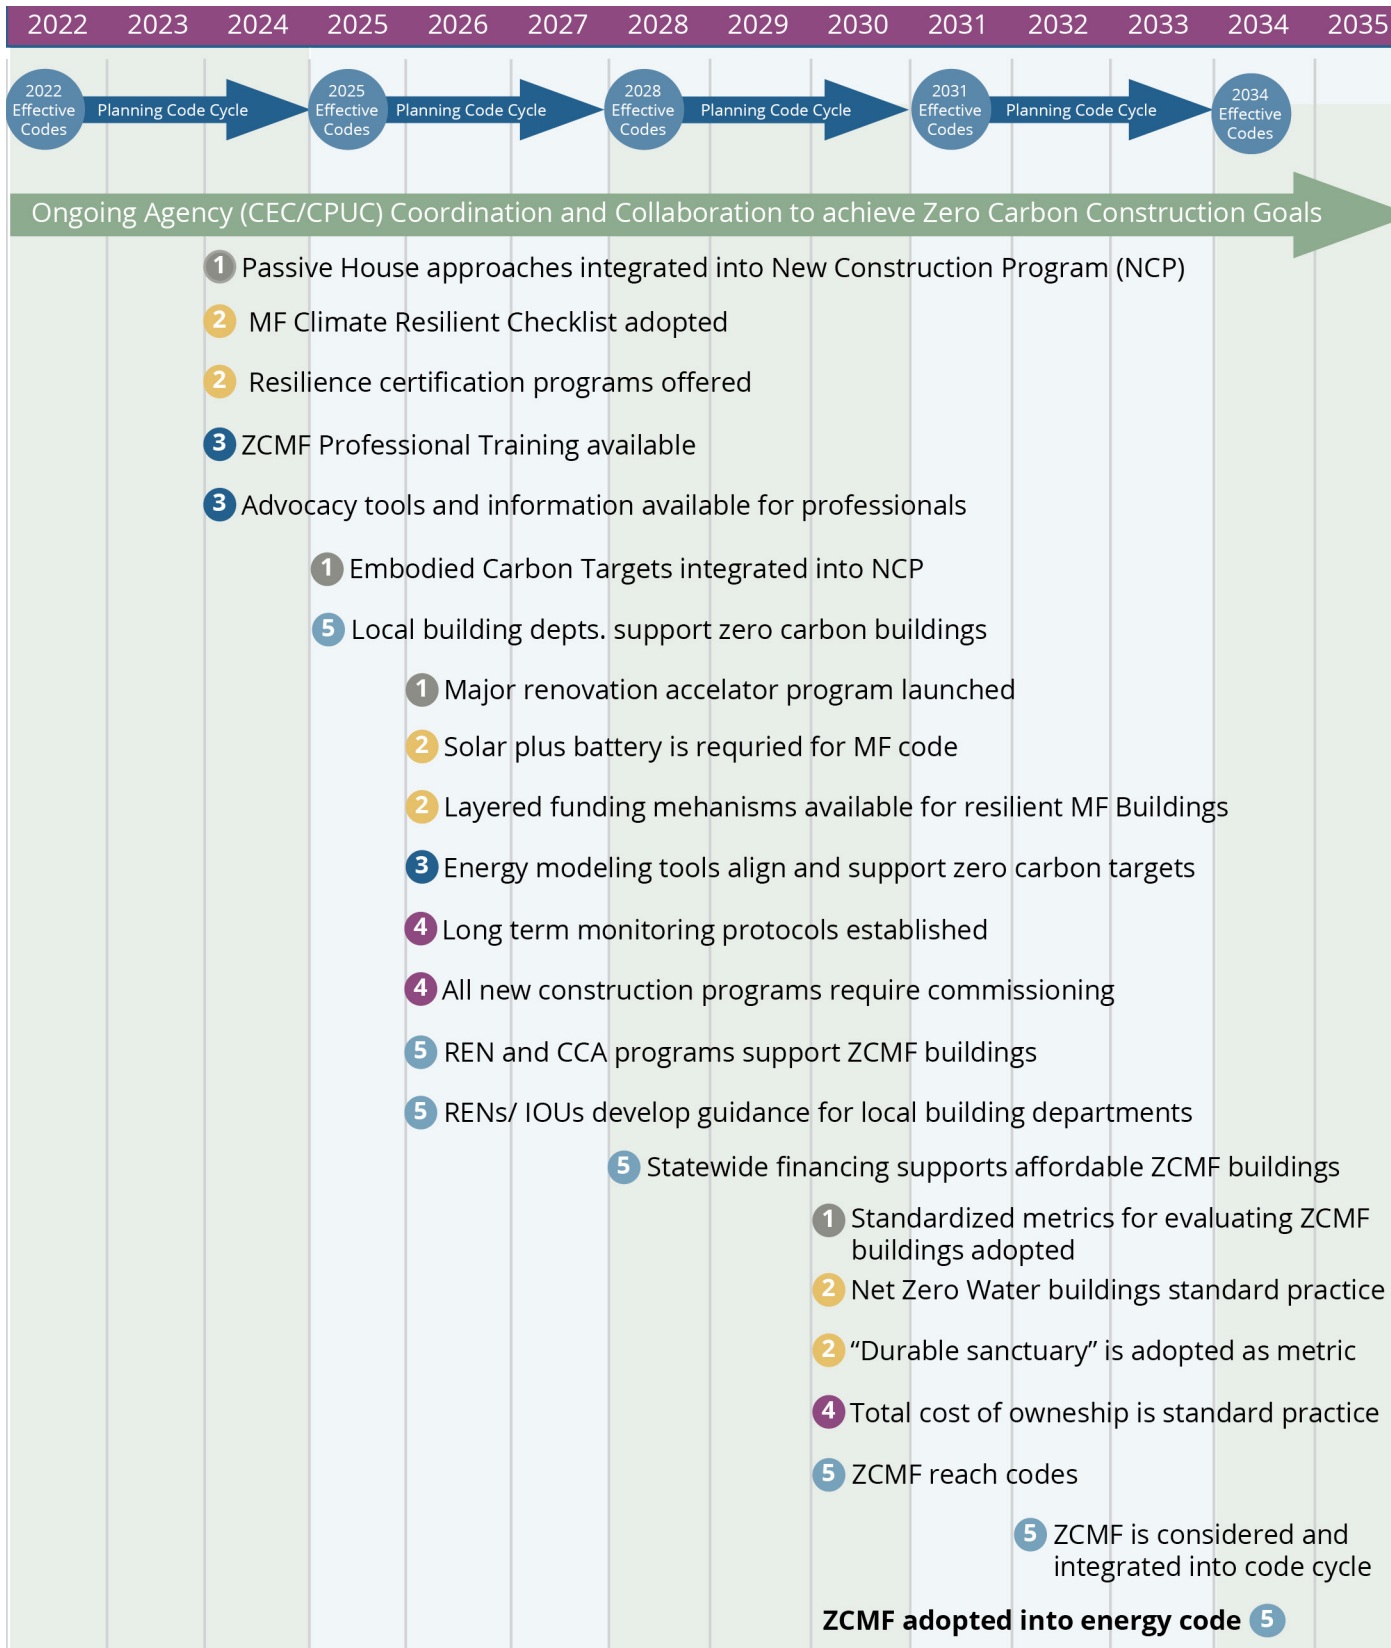 2022 2023 2024 2025 2026 2027 2028 2029 2030 2031 2032 2033 2034 2035
2022
Effective
Codes
Planning Code Cycle
2025
Effective
Codes
Planning Code Cycle
2028
Effective
Codes
Planning Code Cycle
2031
Effective
Codes
Planning Code Cycle
2034
Effective
Codes
Ongoing Agency (CEC/CPUC) Coordination and Collaboration to achieve Zero Carbon Construction Goals
1 Passive House approaches integrated into New Construction Program (NCP)
2 MF Climate Resilient Checklist adopted
2 Resilience certification programs offered
3 ZCMF Professional Training available
3 Advocacy tools and information available for professionals
1 Embodied Carbon Targets integrated into NCP
5 Local building depts. support zero carbon buildings
1 Major renovation accelator program launched
2 Solar plus battery is requried for MF code
2 Layered funding mehanisms available for resilient MF Buildings
3 Energy modeling tools align and support zero carbon targets
4 Long term monitoring protocols established
4 All new construction programs require commissioning
5 REN and CCA programs support ZCMF buildings
5 RENs/ IOUs develop guidance for local building departments
5 Statewide financing supports affordable ZCMF buildings
1 Standardized metrics for evaluating ZCMF
buildings adopted
2 Net Zero Water buildings standard practice
2 “Durable sanctuary” is adopted as metric
4 Total cost of owneship is standard practice
5 ZCMF reach codes
5 ZCMF is considered and
integrated into code cycle
ZCMF adopted into energy code 5